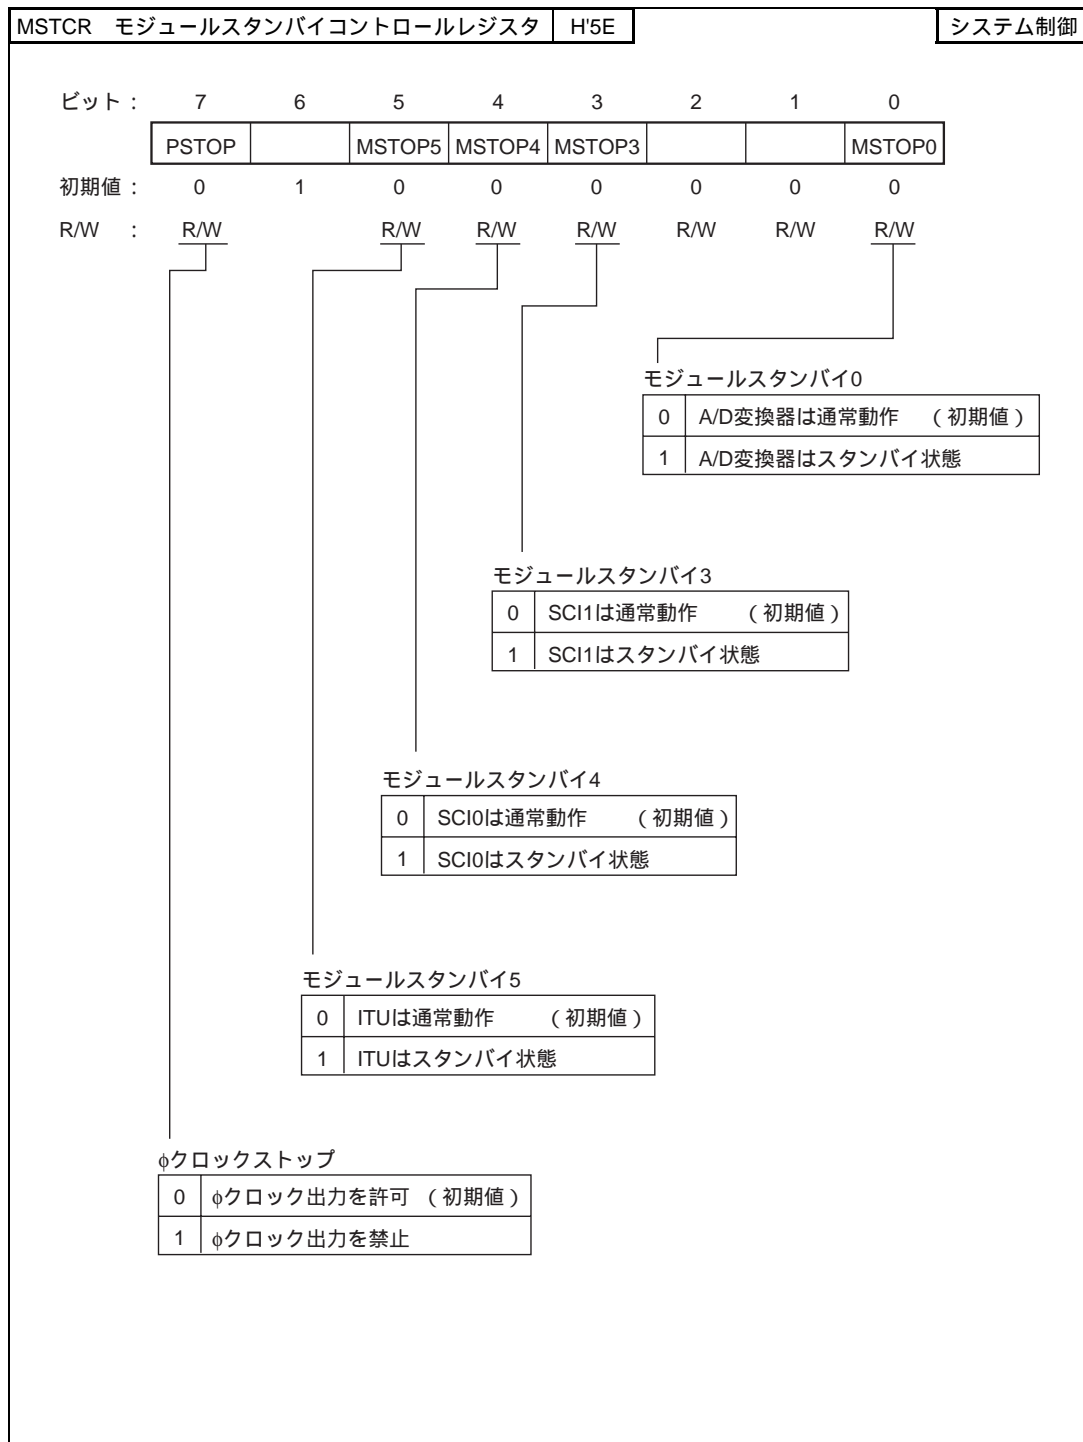 MSTCR モジュールスタンバイコントロールレジスタ H'5E システム制御
ビット： 7 6 5 4 3 2 1 0
PSTOP MSTOP5 MSTOP4 MSTOP3 MSTOP0
初期値： 0 1 0 0 0 0 0 0
R/W ： R/W R/W R/W R/W R/W R/W R/W
モジュールスタンバイ0
0 A/D変換器は通常動作 （初期値）
1 A/D変換器はスタンバイ状態
モジュールスタンバイ3
0 SCI1は通常動作 （初期値）
1 SCI1はスタンバイ状態
モジュールスタンバイ4
0 SCI0は通常動作 （初期値）
1 SCI0はスタンバイ状態
モジュールスタンバイ5
0 ITUは通常動作 （初期値）
1 ITUはスタンバイ状態
φクロックストップ
0 φクロック出力を許可 （初期値）
1 φクロック出力を禁止